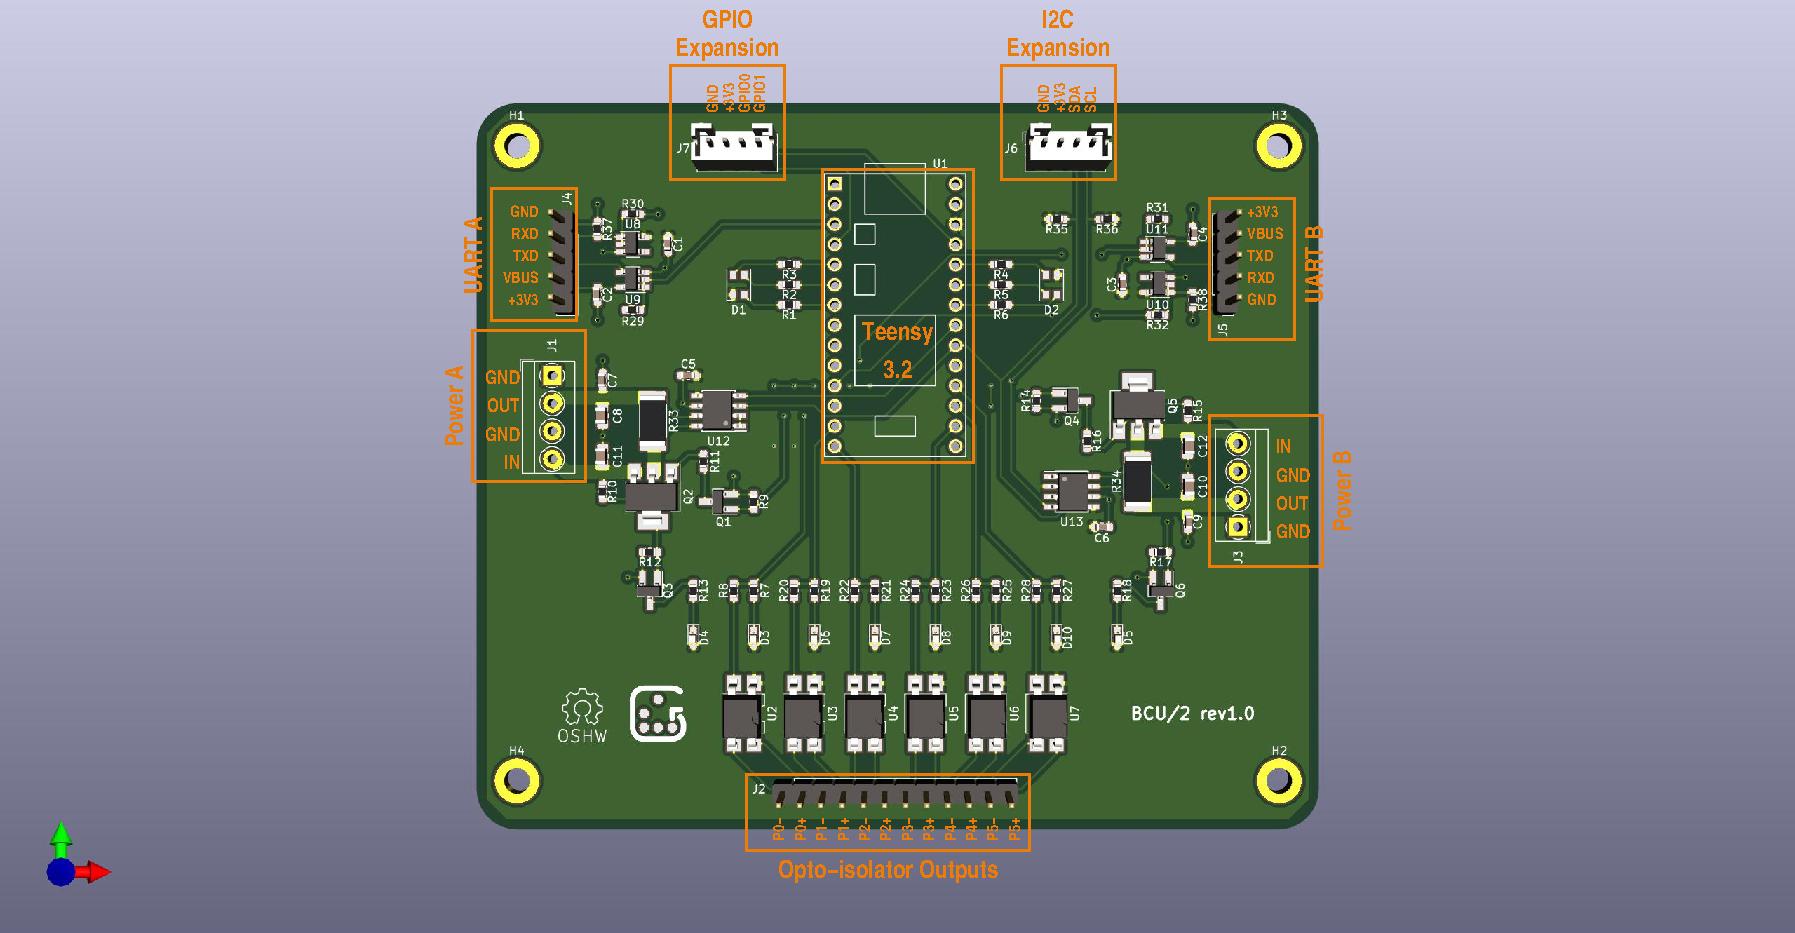 GPIO
Expansion
I2C
Expansion
GND
+3V3
GPIO0
GPIO1
GND
+3V3
SDA
SCL
H1
H3
J7
J6
U1
UART A
J4
GND
RXD
TXD
VBUS
+3V3
R37
R30
U8
C1
C2
U9
R29
D1
R3
R2
R1
R4
R5
R6
D2
R35
R36
R31
U11
C4
C3
U10
R32
R38
+3V3
VBUS
TXD
RXD
GND
J5
UART B
Teensy
3.2
Power A
J1
GND
OUT
GND
IN
C7
C8
C11
R10
R33
C5
U12
R11
Q2
Q1
R9
R12
Q3
R13
R14
Q4
R16
Q5
R15
C12
C10
C9
R34
U13
C6
R17
Q6
R18
IN
GND
OUT
GND
J3
Power B
R8
R7
R20
R19
R22
R21
R24
R23
R26
R25
R28
R27
D4
D3
D6
D7
D8
D9
D10
D5
U2
U3
U4
U5
U6
U7
OSHW
BCU/2 rev1.0
H4
H2
J2
P0-
P0+
P1-
P1+
P2-
P2+
P3-
P3+
P4-
P4+
P5-
P5+
Opto-isolator Outputs